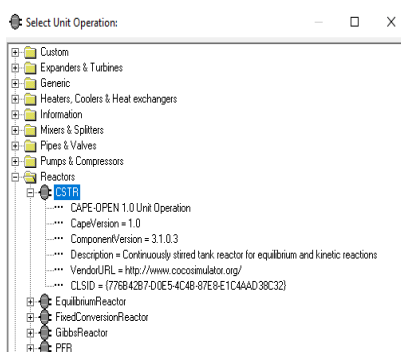 Select Unit Operation:
Custom
Expanders & Turbines
Generic
Heaters, Coolers & Heat exchangers
Information
Mixers & Splitters
Pipes & Valves
Pumps & Compressors
Reactors
CSTR
CAPE-OPEN 1.0 Unit Operation
CapeVersion = 1.0
ComponentVersion = 3.1.0.3
Description = Continuously stirred tank reactor for equilibrium and kinetic reactions
VendorURL = http://www.cocosimulator.org/
CLSID = {776B42B7-D0E5-4C4B-87E8-E1C4AAD38C32}
EquilibriumReactor
FixedConversionReactor
GibbsReactor
PFR